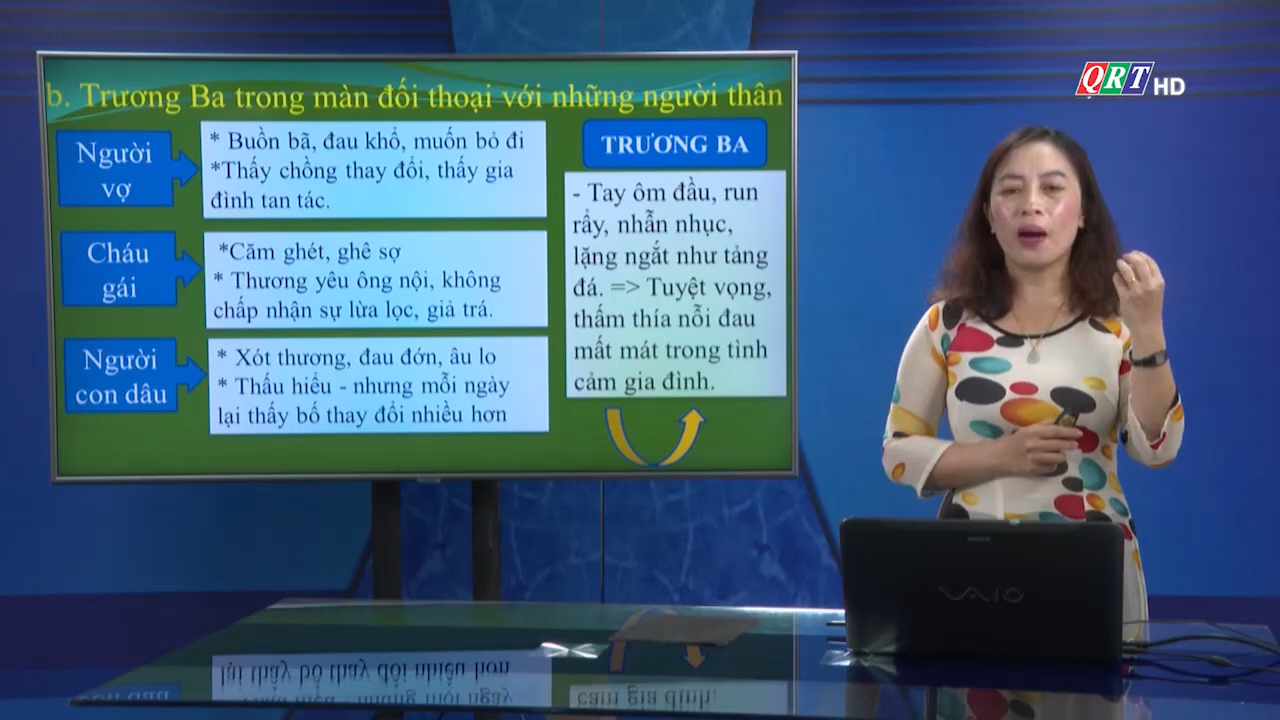 b. Trương Ba trong màn đối thoại với những người thân
Người
vợ
* Buồn bã, đau khổ, muốn bỏ đi
*Thấy chồng thay đổi, thấy gia
đình tan tác.
Cháu
gái
*Căm ghét, ghê sợ
* Thương yêu ông nội, không
chấp nhận sự lừa lọc, giả trá.
Người
con dâu
* Xót thương, đau đớn, âu lo
* Thấu hiểu - nhưng mỗi ngày
lại thấy bố thay đổi nhiều hơn
TRƯƠNG BA
- Tay ôm đầu, run
rẩy, nhẫn nhục,
lặng ngắt như tảng
đá. => Tuyệt vọng,
thấm thía nỗi đau
mất mát trong tình
cảm gia đình.
QRT HD
VAIO